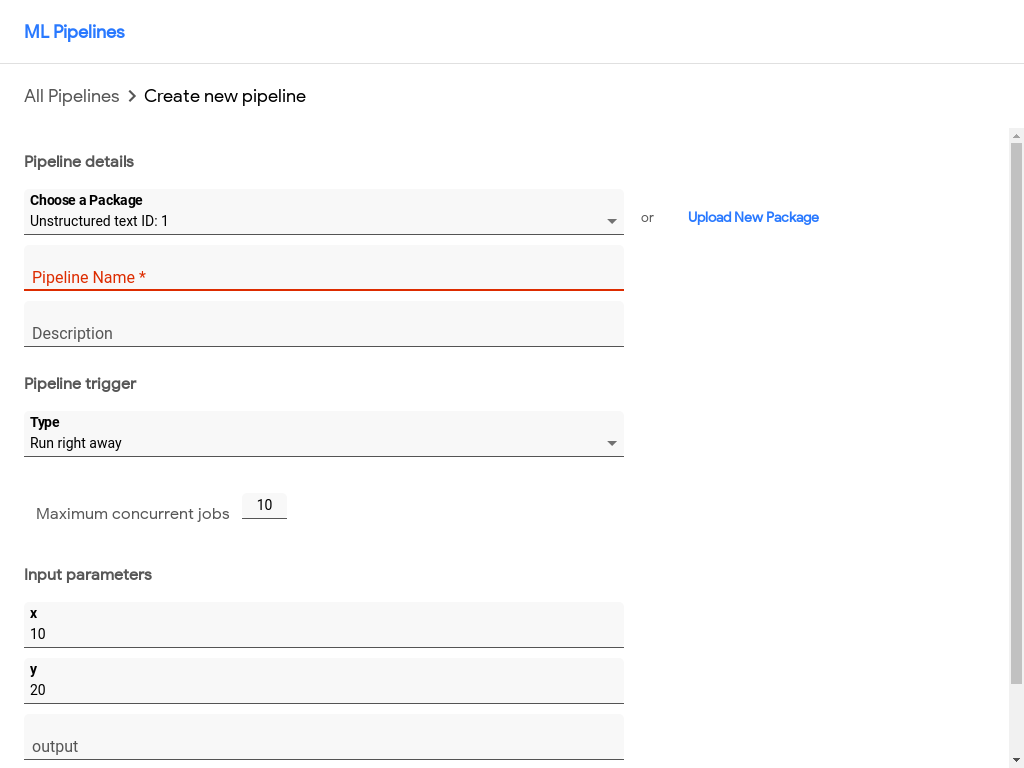 ML Pipelines
All Pipelines > Create new pipeline
Pipeline details
Choose a Package
Unstructured text ID: 1
or Upload New Package
Pipeline Name *
Description
Pipeline trigger
Type
Run right away
Maximum concurrent jobs 10
Input parameters
x
10
y
20
output